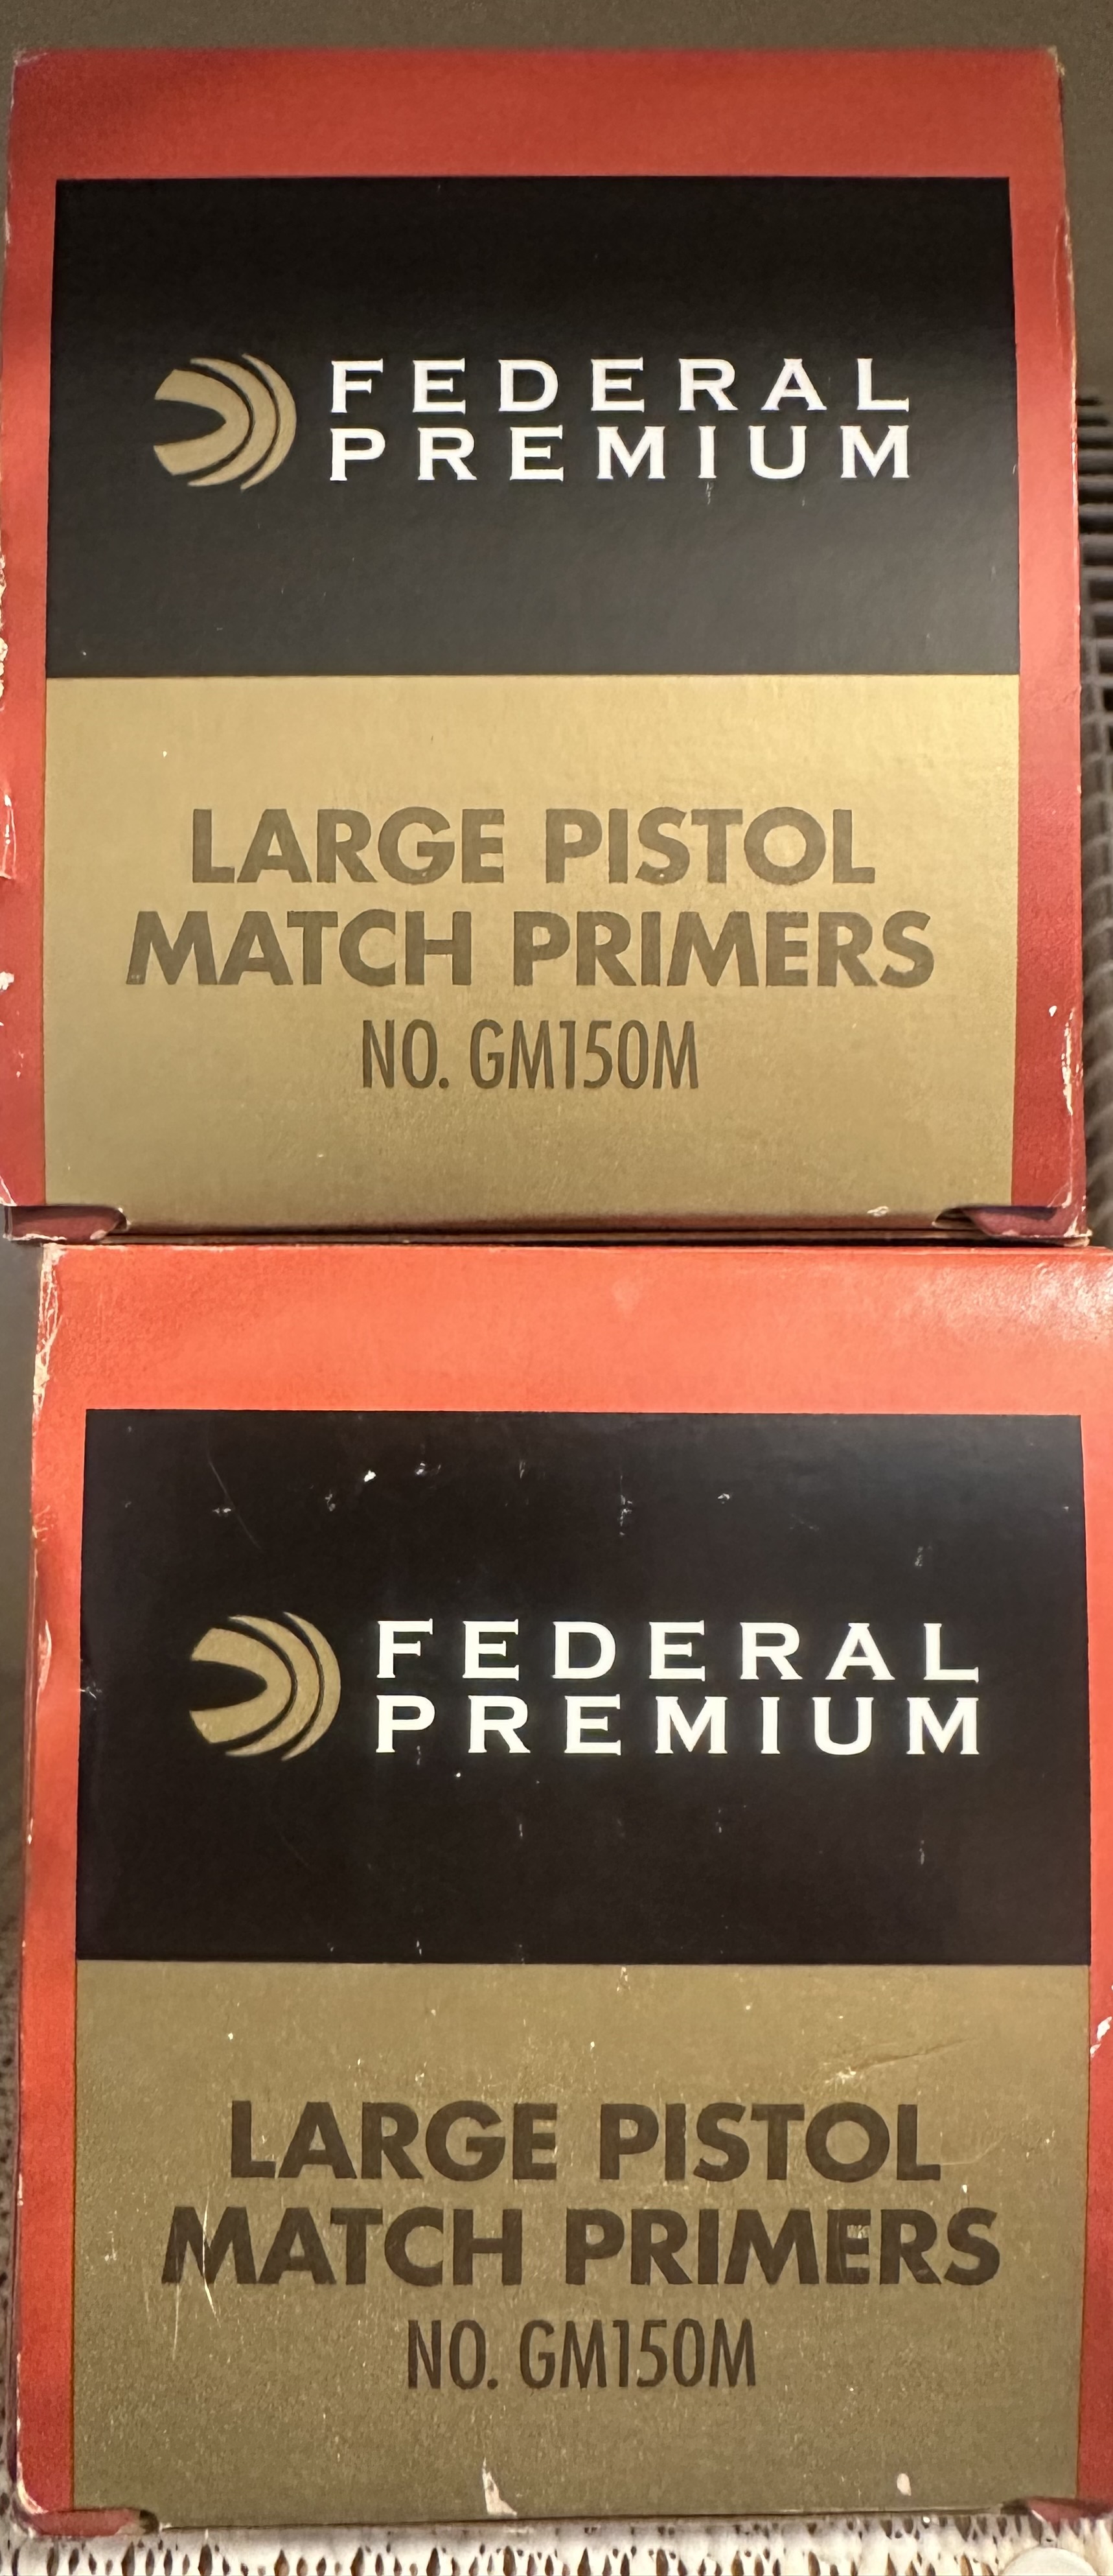 FEDERAL
PREMIUM
LARGE PISTOL
MATCH PRIMERS
NO. GM150M
FEDERAL
PREMIUM
LARGE PISTOL
MATCH PRIMERS
NO. GM150M